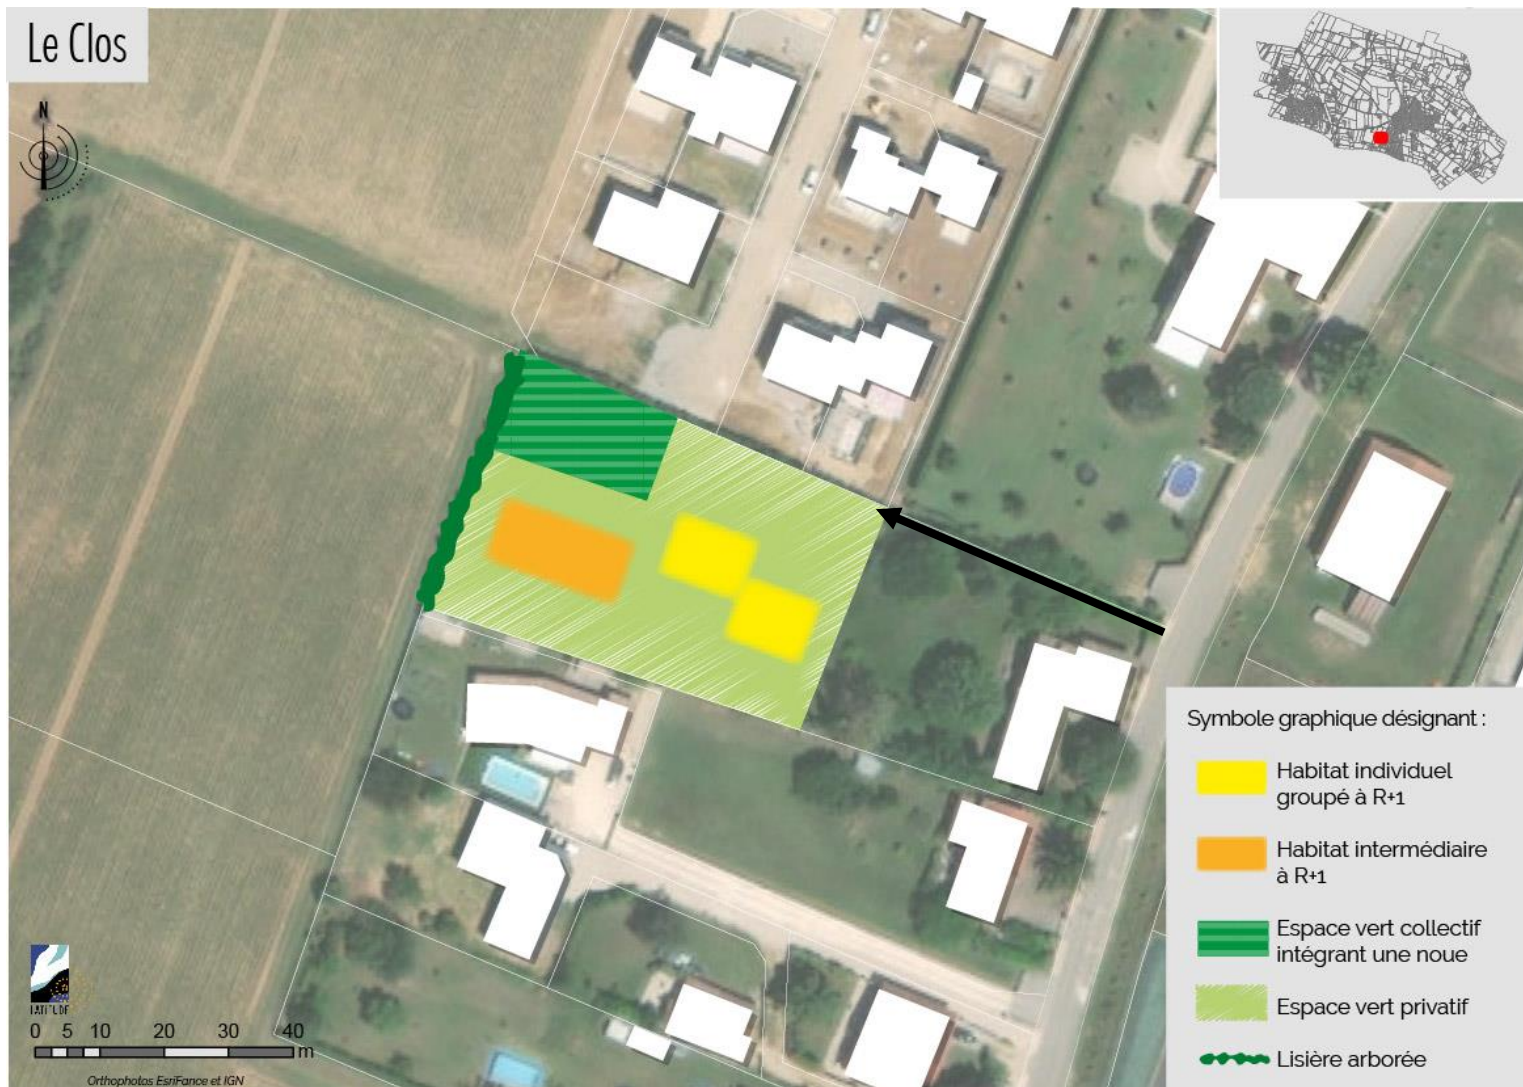 Le Clos
N
Symbole graphique désignant :
Habitat individuel
groupé à R+1
Habitat intermédiaire
à R+1
Espace vert collectif
intégrant une noue
Espace vert privatif
Lisière arborée
LATITUDE
0 5 10 20 30 40
m
Orthophotos EsriFance et IGN